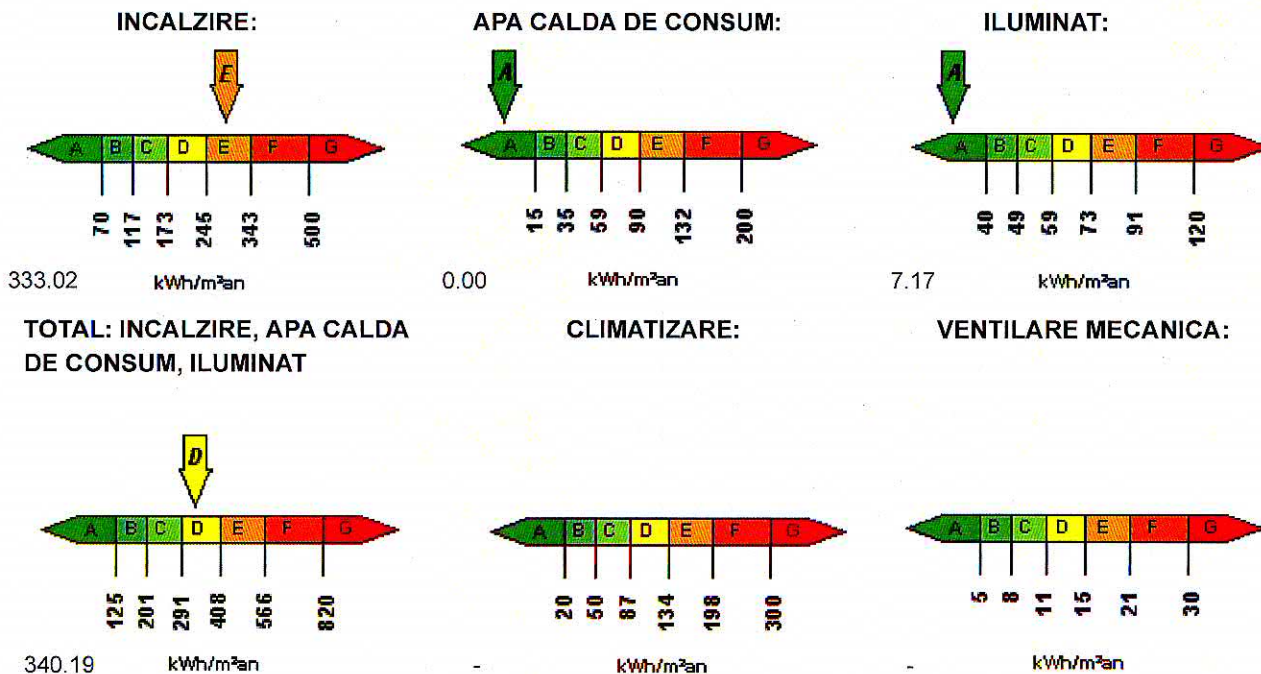 INCALZIRE:
E
A B C D E F G
70 117 173 245 343 500
333.02 kWh/m²an
APA CALDA DE CONSUM:
A
A B C D E F G
15 35 59 90 132 200
0.00 kWh/m²an
ILUMINAT:
A
A B C D E F G
40 49 59 73 91 120
7.17 kWh/m²an
TOTAL: INCALZIRE, APA CALDA
DE CONSUM, ILUMINAT
D
A B C D E F G
125 201 291 408 566 820
340.19 kWh/m²an
CLIMATIZARE:
A B C D E F G
20 50 87 134 198 300
- kWh/m²an
VENTILARE MECANICA:
A B C D E F G
5 8 11 15 21 30
- kWh/m²an